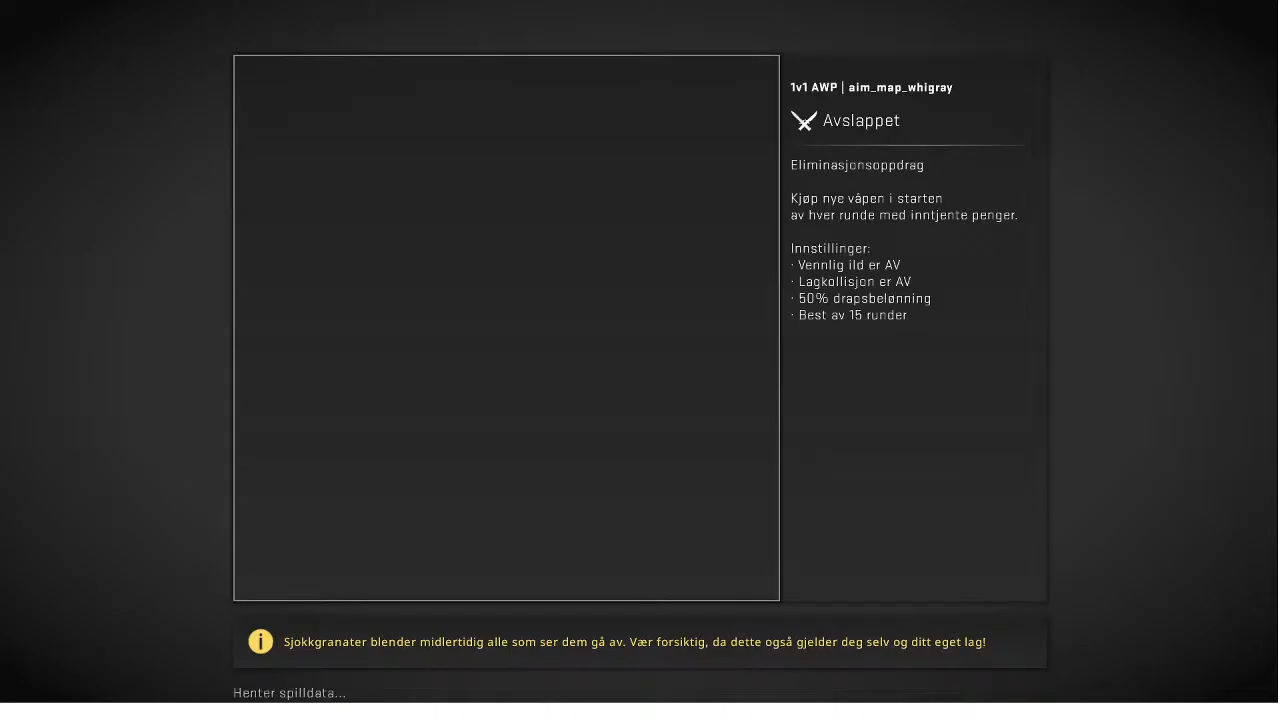 1v1 AWP | aim_map_whigray
Avslappet
Eliminasjonsoppdrag
Kjøp nye våpen i starten
av hver runde med inntjente penger.
Innstillinger:
· Vennlig ild er AV
· Lagkollisjon er AV
· 50% drapsbelønning
· Best av 15 runder
Sjokkgranater blender midlertidig alle som ser dem gå av. Vær forsiktig, da dette også gjelder deg selv og ditt eget lag!
Henter spilldata...